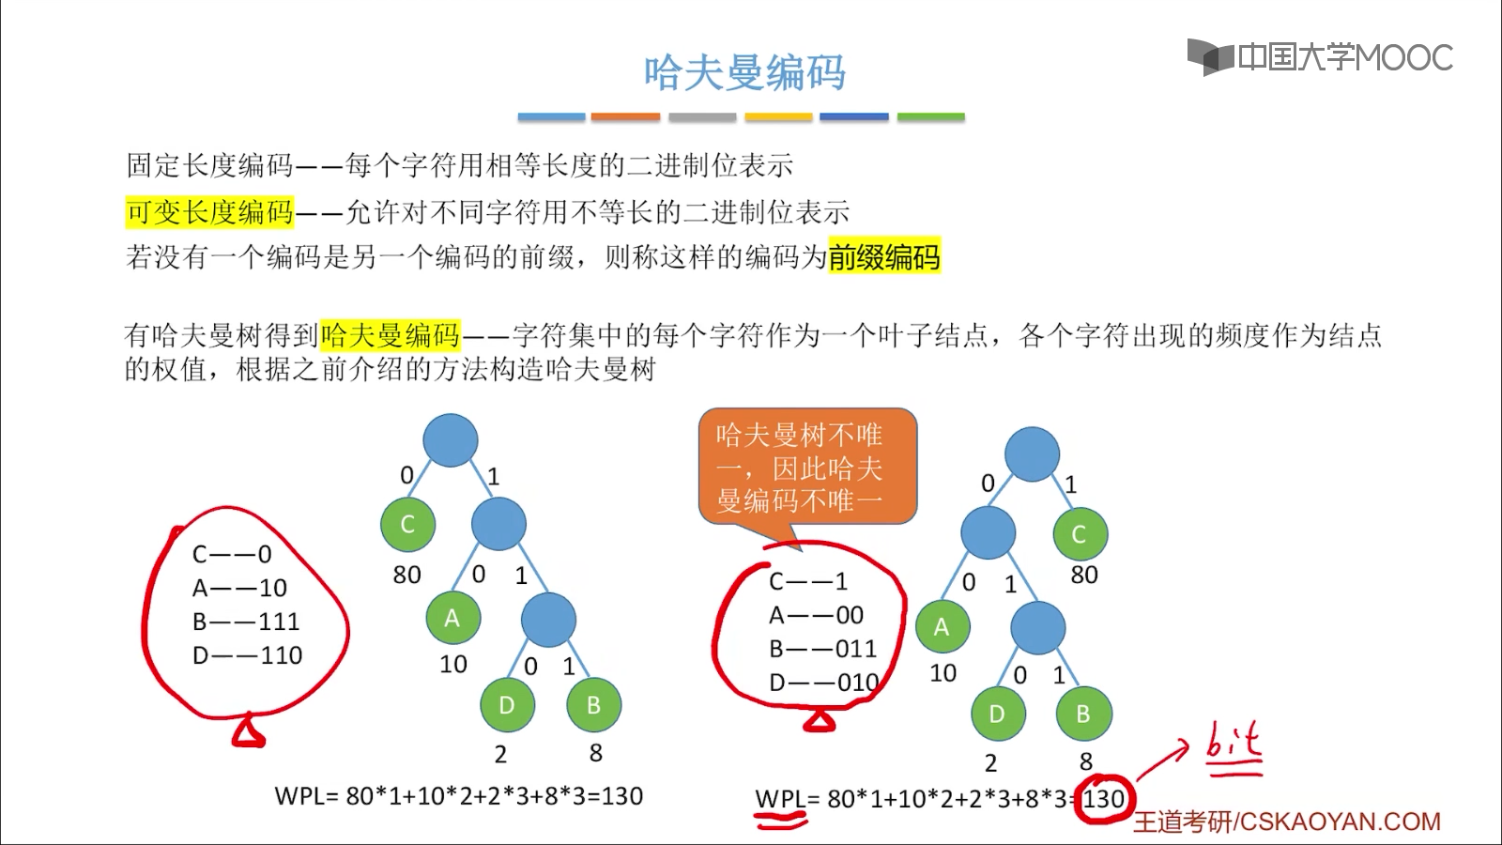 中国大学MOOC
哈夫曼编码
固定长度编码——每个字符用相等长度的二进制位表示
可变长度编码——允许对不同字符用不等长的二进制位表示
若没有一个编码是另一个编码的前缀，则称这样的编码为前缀编码
有哈夫曼树得到哈夫曼编码——字符集中的每个字符作为一个叶子结点，各个字符出现的频度作为结点
的权值，根据之前介绍的方法构造哈夫曼树
C——0
A——10
B——111
D——110
0 1
C
80
0 1
A
10
0 1
D B
2 8
WPL= 80*1+10*2+2*3+8*3=130
哈夫曼树不唯
一，因此哈夫
曼编码不唯一
C——1
A——00
B——011
D——010
0 1
C
80
0 1
A
10
0 1
D B
2 8
WPL= 80*1+10*2+2*3+8*3=130
bit
王道考研/CSKAOYAN.COM